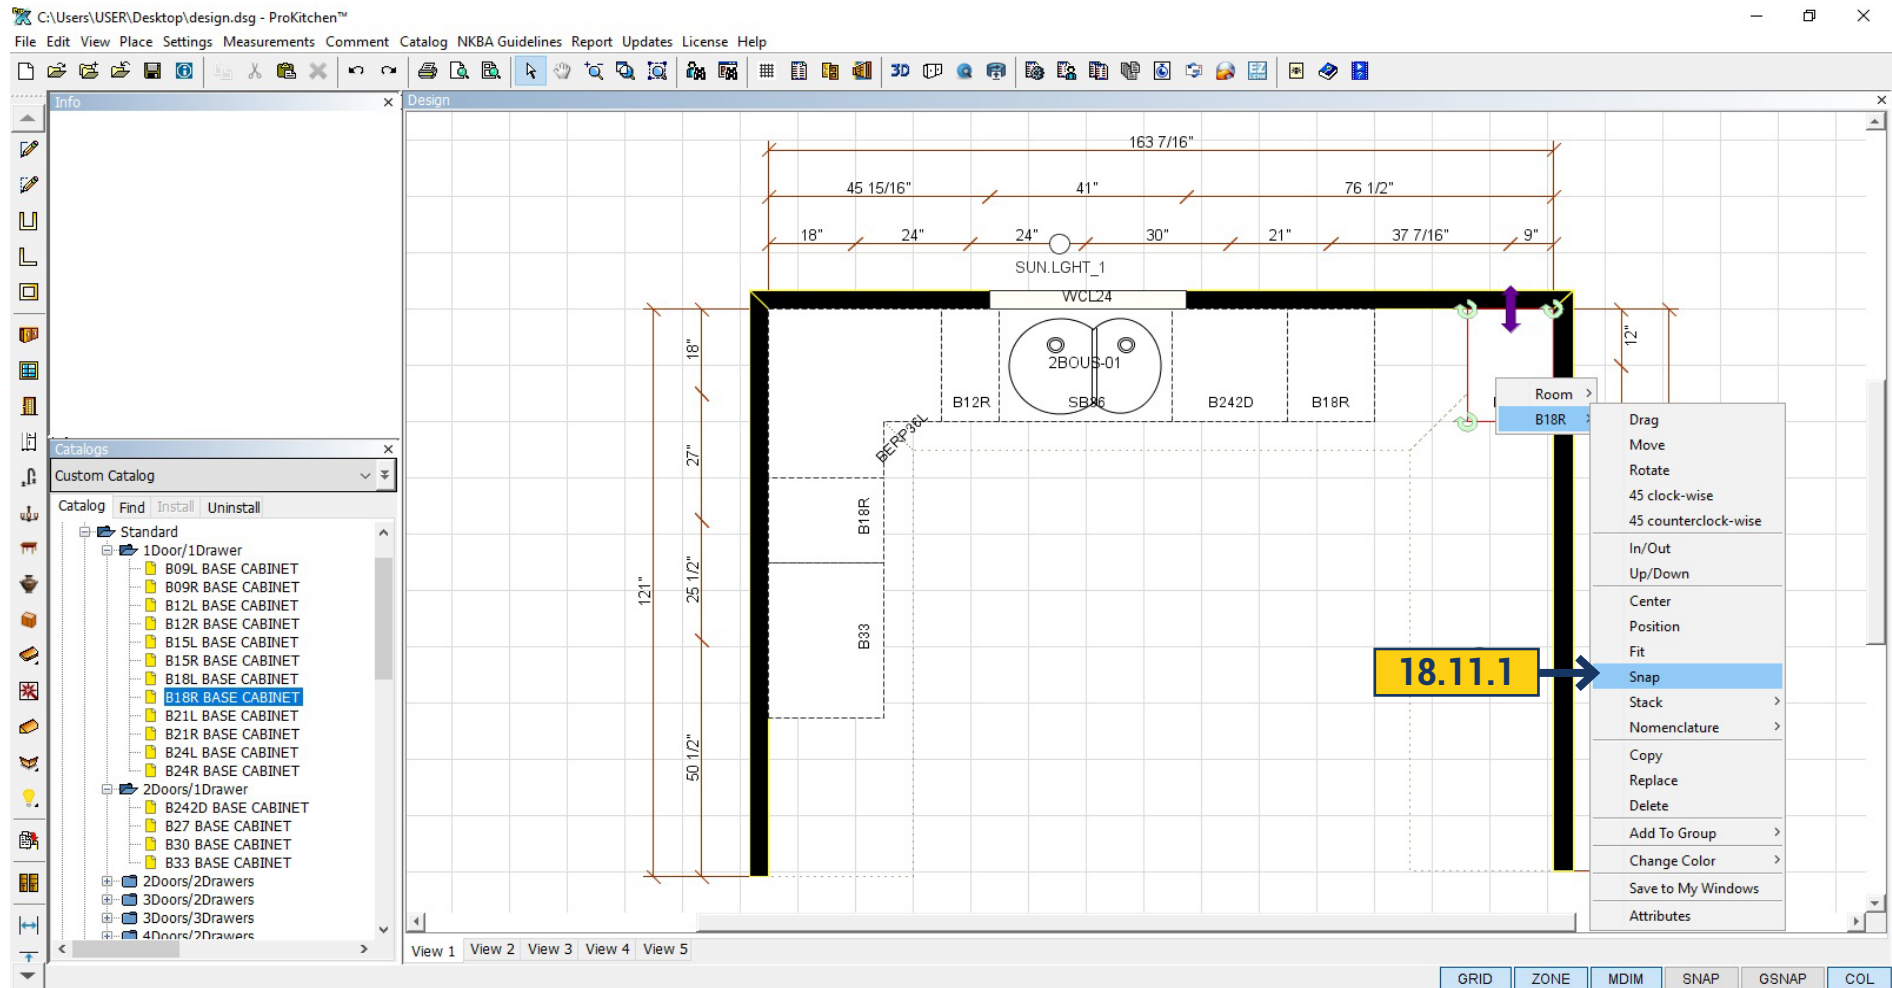 C:\Users\USER\Desktop\design.dsg - ProKitchen™
File Edit View Place Settings Measurements Comment Catalog NKBA Guidelines Report Updates License Help
3D
Info
Design
163 7/16"
45 15/16" 41" 76 1/2"
18" 24" 24" 30" 21" 37 7/16" 9"
SUN.LGHT_1
WCL24
2BOUS-01
B12R SB36 B242D B18R
BERP36L
B18R
B33
121"
18"
27"
25 1/2"
50 1/2"
12"
Room
B18R
Drag
Move
Rotate
45 clock-wise
45 counterclock-wise
In/Out
Up/Down
Center
Position
Fit
Snap
Stack
Nomenclature
Copy
Replace
Delete
Add To Group
Change Color
Save to My Windows
Attributes
18.11.1
Catalogs
Custom Catalog
Catalog Find Install Uninstall
Standard
1Door/1Drawer
B09L BASE CABINET
B09R BASE CABINET
B12L BASE CABINET
B12R BASE CABINET
B15L BASE CABINET
B15R BASE CABINET
B18L BASE CABINET
B18R BASE CABINET
B21L BASE CABINET
B21R BASE CABINET
B24L BASE CABINET
B24R BASE CABINET
2Doors/1Drawer
B242D BASE CABINET
B27 BASE CABINET
B30 BASE CABINET
B33 BASE CABINET
2Doors/2Drawers
3Doors/2Drawers
3Doors/3Drawers
4Doors/2Drawers
View 1 View 2 View 3 View 4 View 5
GRID ZONE MDIM SNAP GSNAP COL